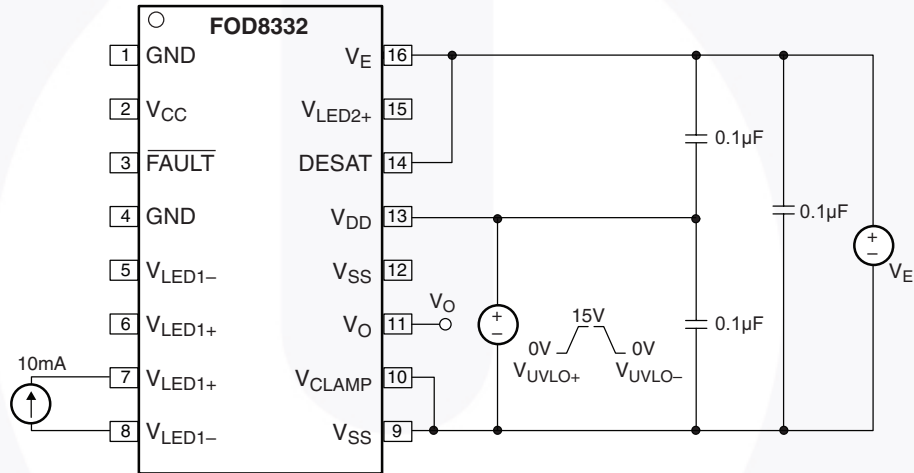 FOD8332
1 GND
2 VCC
3 FAULT
4 GND
5 VLED1–
6 VLED1+
7 VLED1+
8 VLED1–
VE 16
VLED2+ 15
DESAT 14
VDD 13
VSS 12
VO 11
VCLAMP 10
VSS 9
10mA
VO
+
–
0V 15V 0V
VUVLO+ VUVLO–
0.1µF
0.1µF
0.1µF
+
–
VE